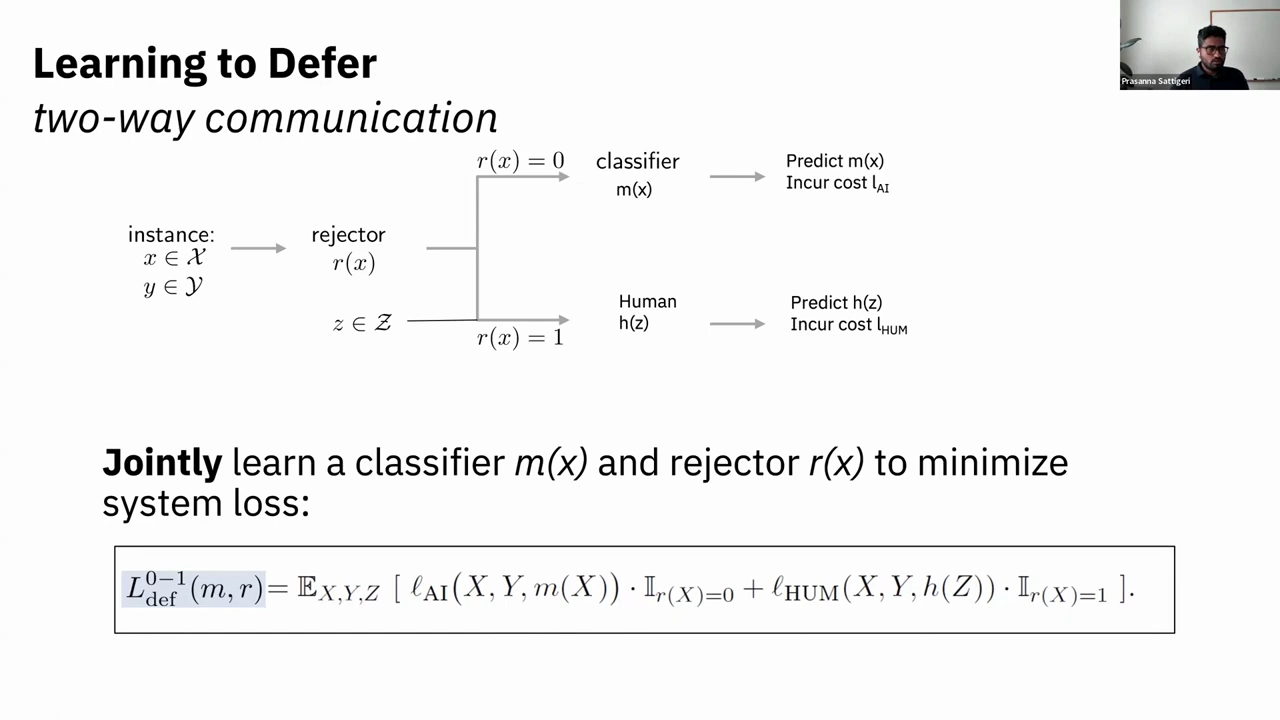 Learning to Defer
two-way communication
Prasanna Sattigeri
r(x) = 0
classifier
m(x)
Predict m(x)
Incur cost l_AI
instance:
x ∈ 𝒳
y ∈ 𝒴
rejector
r(x)
z ∈ 𝒵
r(x) = 1
Human
h(z)
Predict h(z)
Incur cost l_HUM
Jointly learn a classifier m(x) and rejector r(x) to minimize
system loss:
L_def^{0−1}(m, r) = 𝔼_{X,Y,Z} [ ℓ_AI(X, Y, m(X)) · 𝕀_{r(X)=0} + ℓ_HUM(X, Y, h(Z)) · 𝕀_{r(X)=1} ].